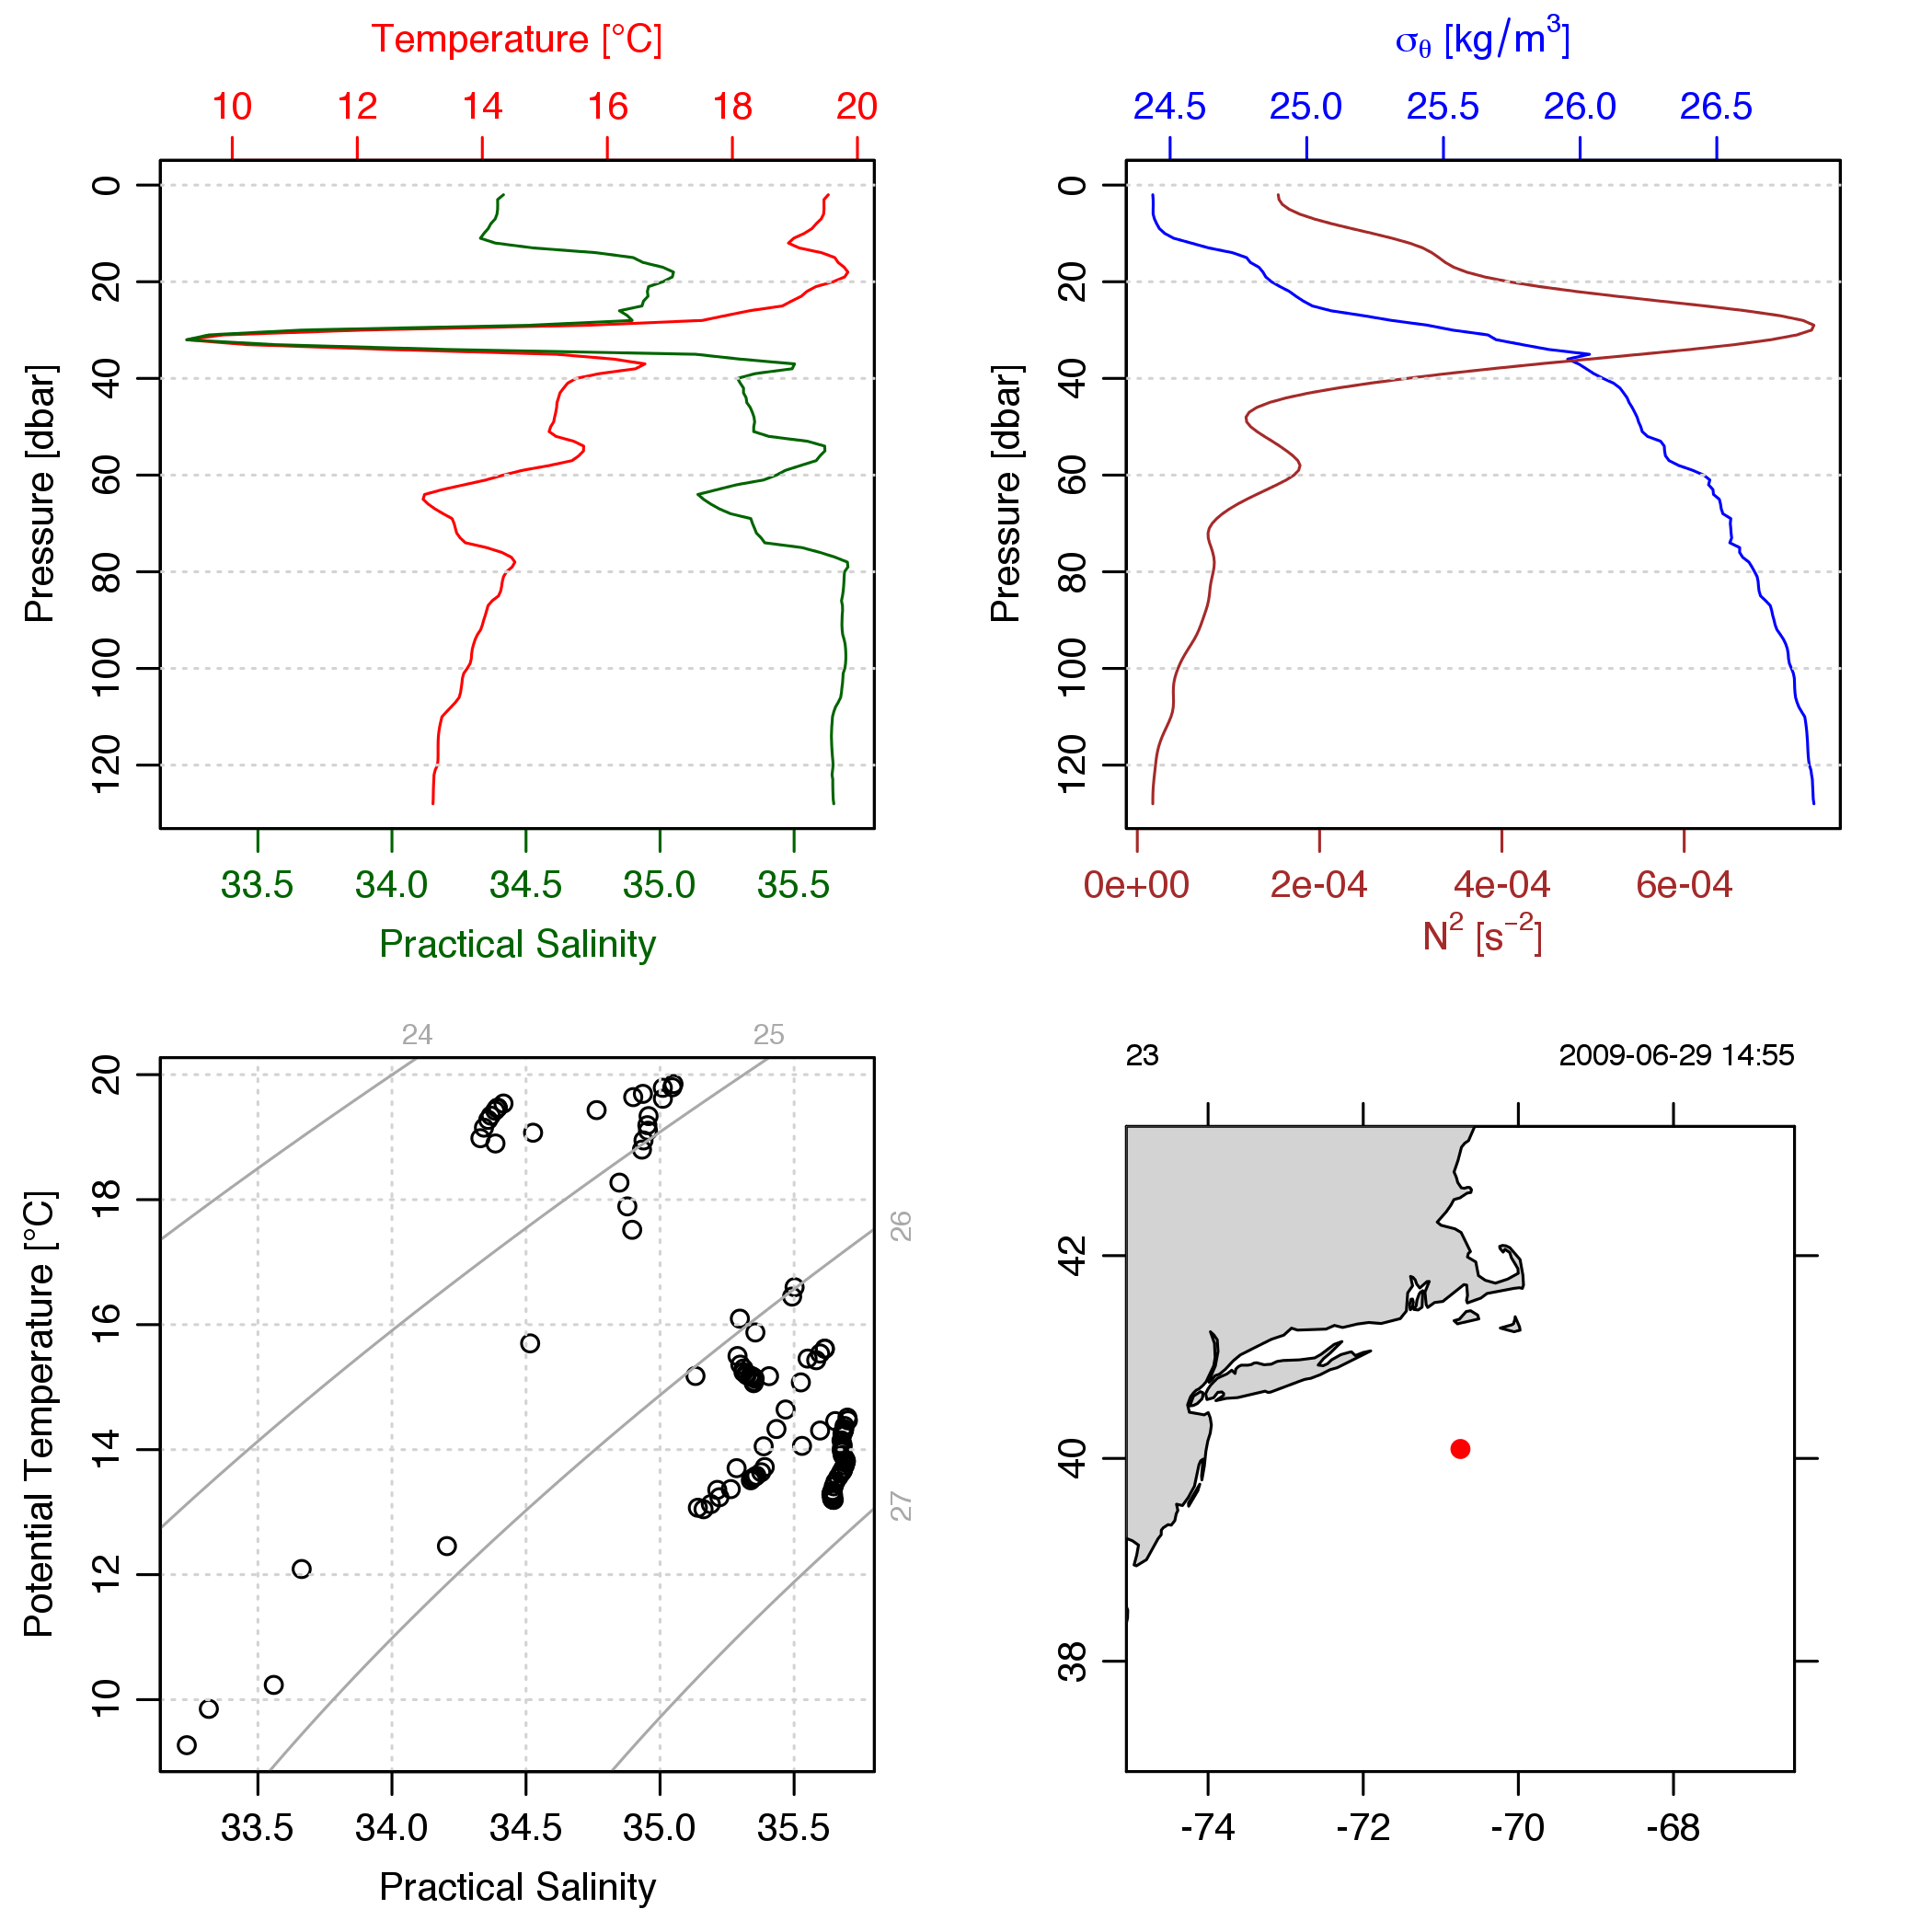 Temperature [°C]
10 12 14 16 18 20
0
20
40
60
80
100
120
Pressure [dbar]
33.5 34.0 34.5 35.0 35.5
Practical Salinity
σθ [kg/m³]
24.5 25.0 25.5 26.0 26.5
0
20
40
60
80
100
120
Pressure [dbar]
0e+00 2e-04 4e-04 6e-04
N² [s⁻²]
24 25
26
27
20
18
16
14
12
10
Potential Temperature [°C]
33.5 34.0 34.5 35.0 35.5
Practical Salinity
23 2009-06-29 14:55
42
40
38
-74 -72 -70 -68